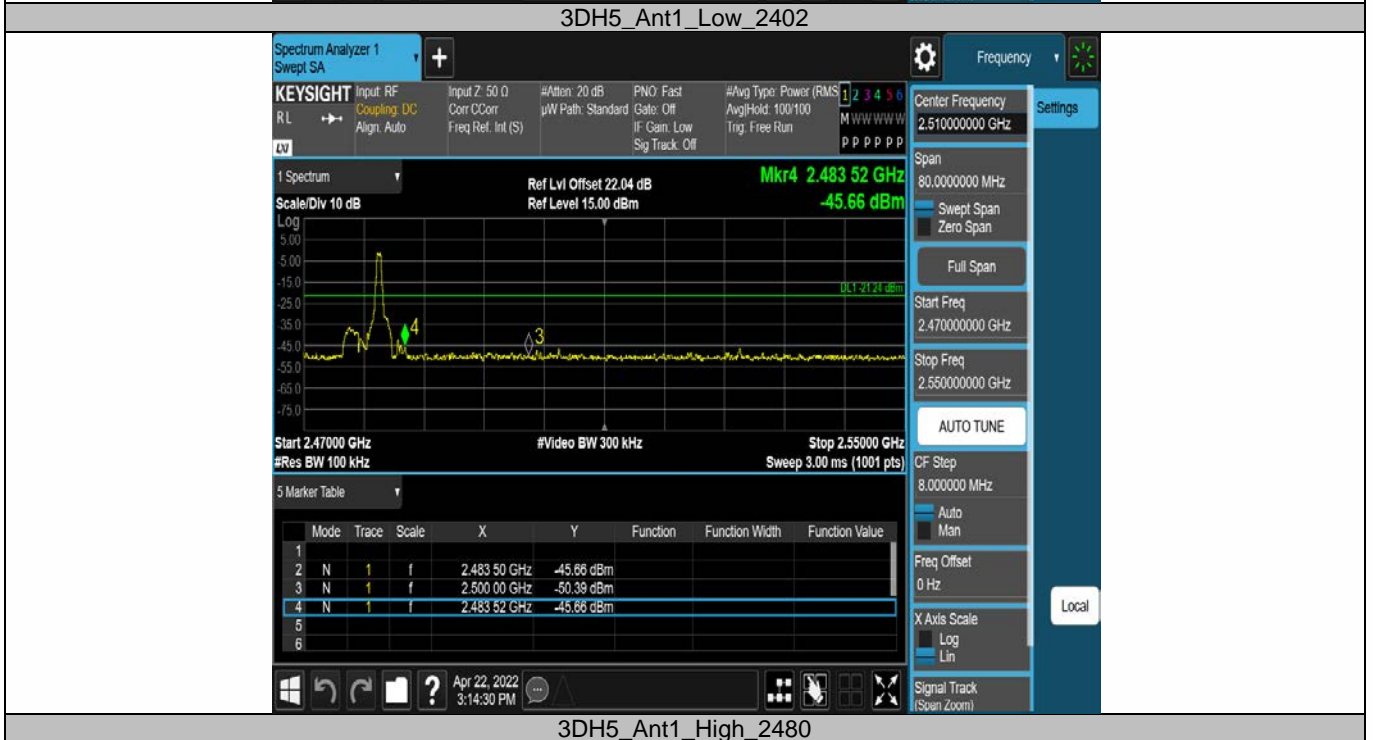 3DH5_Ant1_Low_2402
Spectrum Analyzer 1
Swept SA
+
Frequency
KEYSIGHT
RL
LXI
Input: RF
Coupling: DC
Align: Auto
Input Z: 50 Ω
Corr CCorr
Freq Ref: Int (S)
#Atten: 20 dB
µW Path: Standard
PNO: Fast
Gate: Off
IF Gain: Low
Sig Track: Off
#Avg Type: Power (RMS
Avg|Hold: 100/100
Trig: Free Run
1 2 3 4 5 6
M W W W W W
P P P P P P
1 Spectrum
Scale/Div 10 dB
Ref Lvl Offset 22.04 dB
Ref Level 15.00 dBm
Mkr4 2.483 52 GHz
-45.66 dBm
Log
5.00
-5.00
-15.0
-25.0
-35.0
-45.0
-55.0
-65.0
-75.0
DL1 -21.24 dBm
4
3
Start 2.47000 GHz
#Res BW 100 kHz
#Video BW 300 kHz
Stop 2.55000 GHz
Sweep 3.00 ms (1001 pts)
5 Marker Table
Mode Trace Scale X Y Function Function Width Function Value
1
2 N 1 f 2.483 50 GHz -45.66 dBm
3 N 1 f 2.500 00 GHz -50.39 dBm
4 N 1 f 2.483 52 GHz -45.66 dBm
5
6
?
Apr 22, 2022
3:14:30 PM
Center Frequency
2.510000000 GHz
Settings
Span
80.0000000 MHz
Swept Span
Zero Span
Full Span
Start Freq
2.470000000 GHz
Stop Freq
2.550000000 GHz
AUTO TUNE
CF Step
8.000000 MHz
Auto
Man
Freq Offset
0 Hz
X Axis Scale
Log
Lin
Local
Signal Track
(Span Zoom)
3DH5_Ant1_High_2480